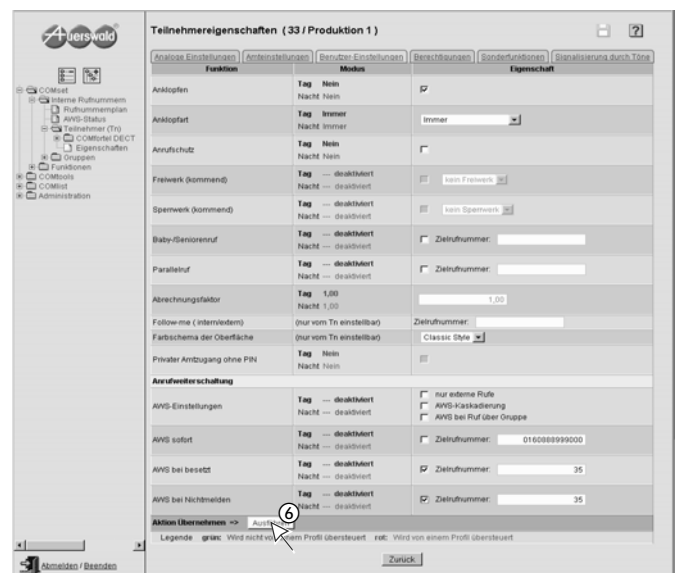 Auerswald
Teilnehmereigenschaften ( 33 / Produktion 1 )
?
Analoge Einstellungen Amteinstellungen Benutzer-Einstellungen Berechtigungen Sonderfunktionen Signalisierung durch Töne
Funktion Modus Eigenschaft
COMset
Interne Rufnummern
Rufnummernplan
AWS-Status
Teilnehmer (Tn)
COMfortel DECT
Eigenschaften
Gruppen
Funktionen
COMtools
COMlist
Administration
Anklopfen Tag Nein
Nacht Nein
Anklopfart Tag Immer Immer
Nacht Immer
Anrufschutz Tag Nein
Nacht Nein
Freiwerk (kommend) Tag --- deaktiviert kein Freiwerk
Nacht --- deaktiviert
Sperrwerk (kommend) Tag --- deaktiviert kein Sperrwerk
Nacht --- deaktiviert
Baby-/Seniorenruf Tag --- deaktiviert Zielrufnummer:
Nacht --- deaktiviert
Parallelruf Tag --- deaktiviert Zielrufnummer:
Nacht --- deaktiviert
Abrechnungsfaktor Tag 1,00 1,00
Nacht 1,00
Follow-me ( intern/extern) (nur vom Tn einstellbar) Zielrufnummer:
Farbschema der Oberfläche (nur vom Tn einstellbar) Classic Style
Privater Amtzugang ohne PIN Tag Nein
Nacht Nein
Anrufweiterschaltung
AWS-Einstellungen Tag --- deaktiviert nur externe Rufe
Nacht --- deaktiviert AWS-Kaskadierung
AWS bei Ruf über Gruppe
AWS sofort Tag --- deaktiviert Zielrufnummer: 0160888999000
Nacht --- deaktiviert
AWS bei besetzt Tag --- deaktiviert Zielrufnummer: 35
Nacht --- deaktiviert
AWS bei Nichtmelden Tag --- deaktiviert Zielrufnummer: 35
Nacht --- deaktiviert
6
Aktion Übernehmen => Ausführen
Legende grün: Wird nicht von einem Profil übersteuert rot: Wird von einem Profil übersteuert
Zurück
Abmelden / Beenden